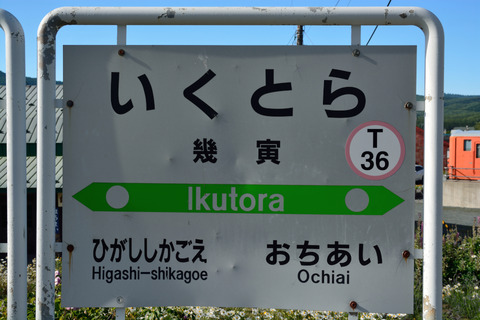 いくとら
幾寅
T
36
Ikutora
ひがししかごえ
Higashi-shikagoe
おちあい
Ochiai